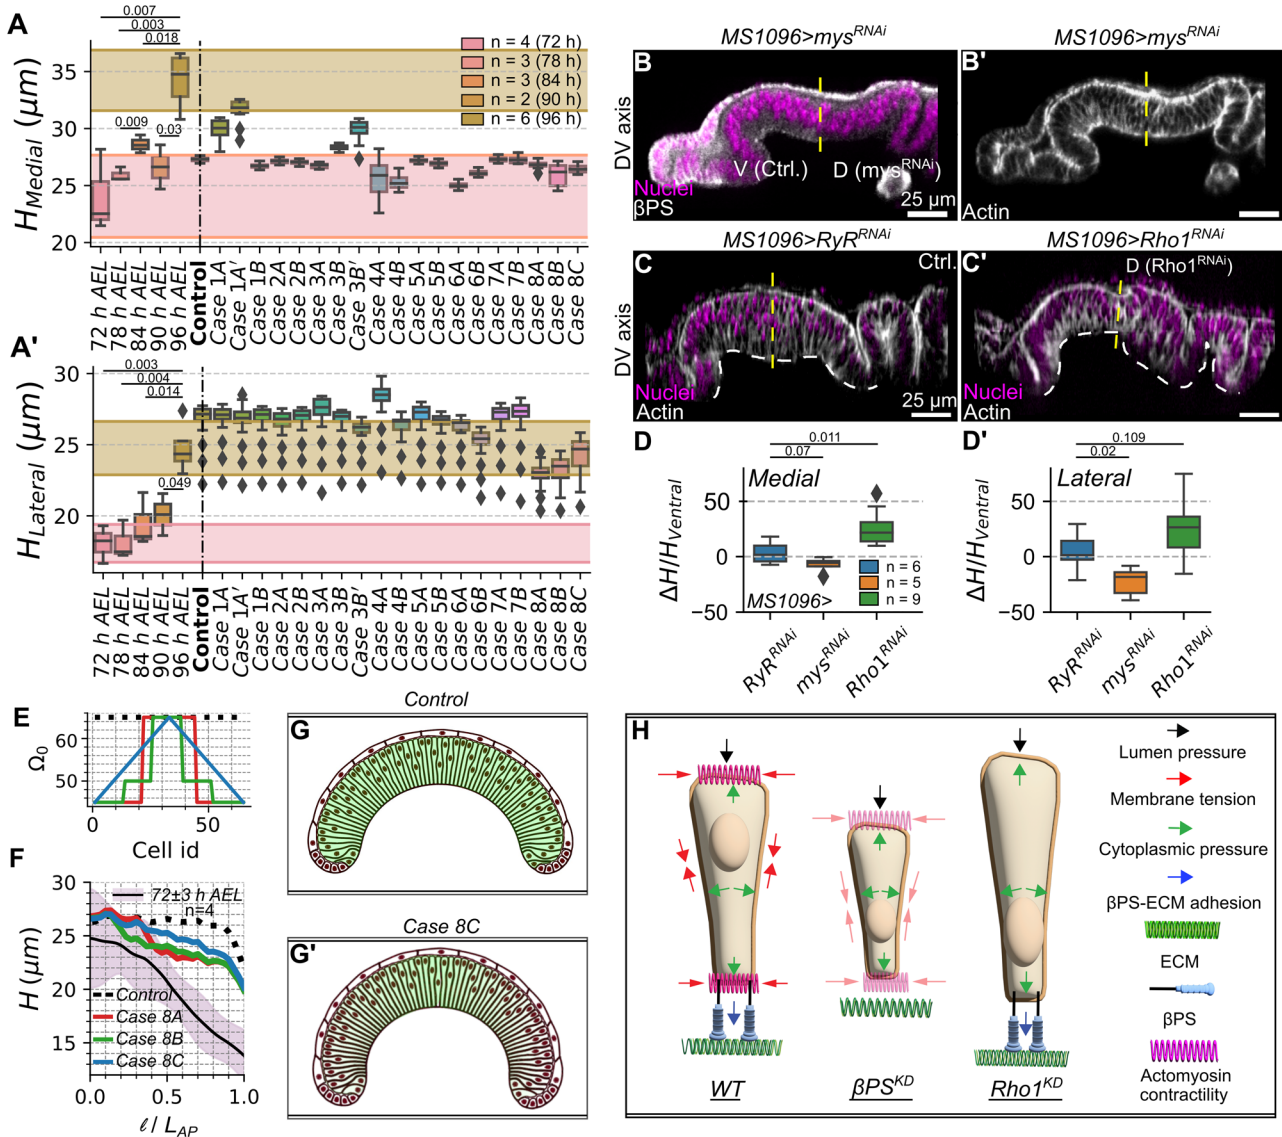 A
0.007
0.003
0.018
0.009
0.03
H_Medial (μm)
35
30
25
20
n = 4 (72 h)
n = 3 (78 h)
n = 3 (84 h)
n = 2 (90 h)
n = 6 (96 h)
72 h AEL
78 h AEL
84 h AEL
90 h AEL
96 h AEL
Control
Case 1A
Case 1A'
Case 1B
Case 2A
Case 2B
Case 3A
Case 3B
Case 3B'
Case 4A
Case 4B
Case 5A
Case 5B
Case 6A
Case 6B
Case 7A
Case 7B
Case 8A
Case 8B
Case 8C
A'
0.003
0.004
0.014
0.049
H_Lateral (μm)
30
25
20
72 h AEL
78 h AEL
84 h AEL
90 h AEL
96 h AEL
Control
Case 1A
Case 1A'
Case 1B
Case 2A
Case 2B
Case 3A
Case 3B
Case 3B'
Case 4A
Case 4B
Case 5A
Case 5B
Case 6A
Case 6B
Case 7A
Case 7B
Case 8A
Case 8B
Case 8C
MS1096>mys^RNAi
B
DV axis
V (Ctrl.)
D (mys^RNAi)
Nuclei
βPS
25 μm
MS1096>mys^RNAi
B'
Actin
MS1096>RyR^RNAi
C
Ctrl.
DV axis
Nuclei
Actin
25 μm
MS1096>Rho1^RNAi
C'
D (Rho1^RNAi)
Nuclei
Actin
D
0.011
0.07
Medial
ΔH/H_Ventral
50
0
−50
n = 6
n = 5
n = 9
MS1096>
RyR^RNAi
mys^RNAi
Rho1^RNAi
D'
0.109
0.02
Lateral
ΔH/H_Ventral
50
0
−50
RyR^RNAi
mys^RNAi
Rho1^RNAi
E
Ω_0
60
50
0
50
Cell id
F
H (μm)
30
25
20
15
72±3 h AEL
n=4
Control
Case 8A
Case 8B
Case 8C
0.0
0.5
1.0
ℓ / L_AP
Control
G
Case 8C
G'
H
WT
βPS^KD
Rho1^KD
Lumen pressure
Membrane tension
Cytoplasmic pressure
βPS-ECM adhesion
ECM
βPS
Actomyosin
contractility